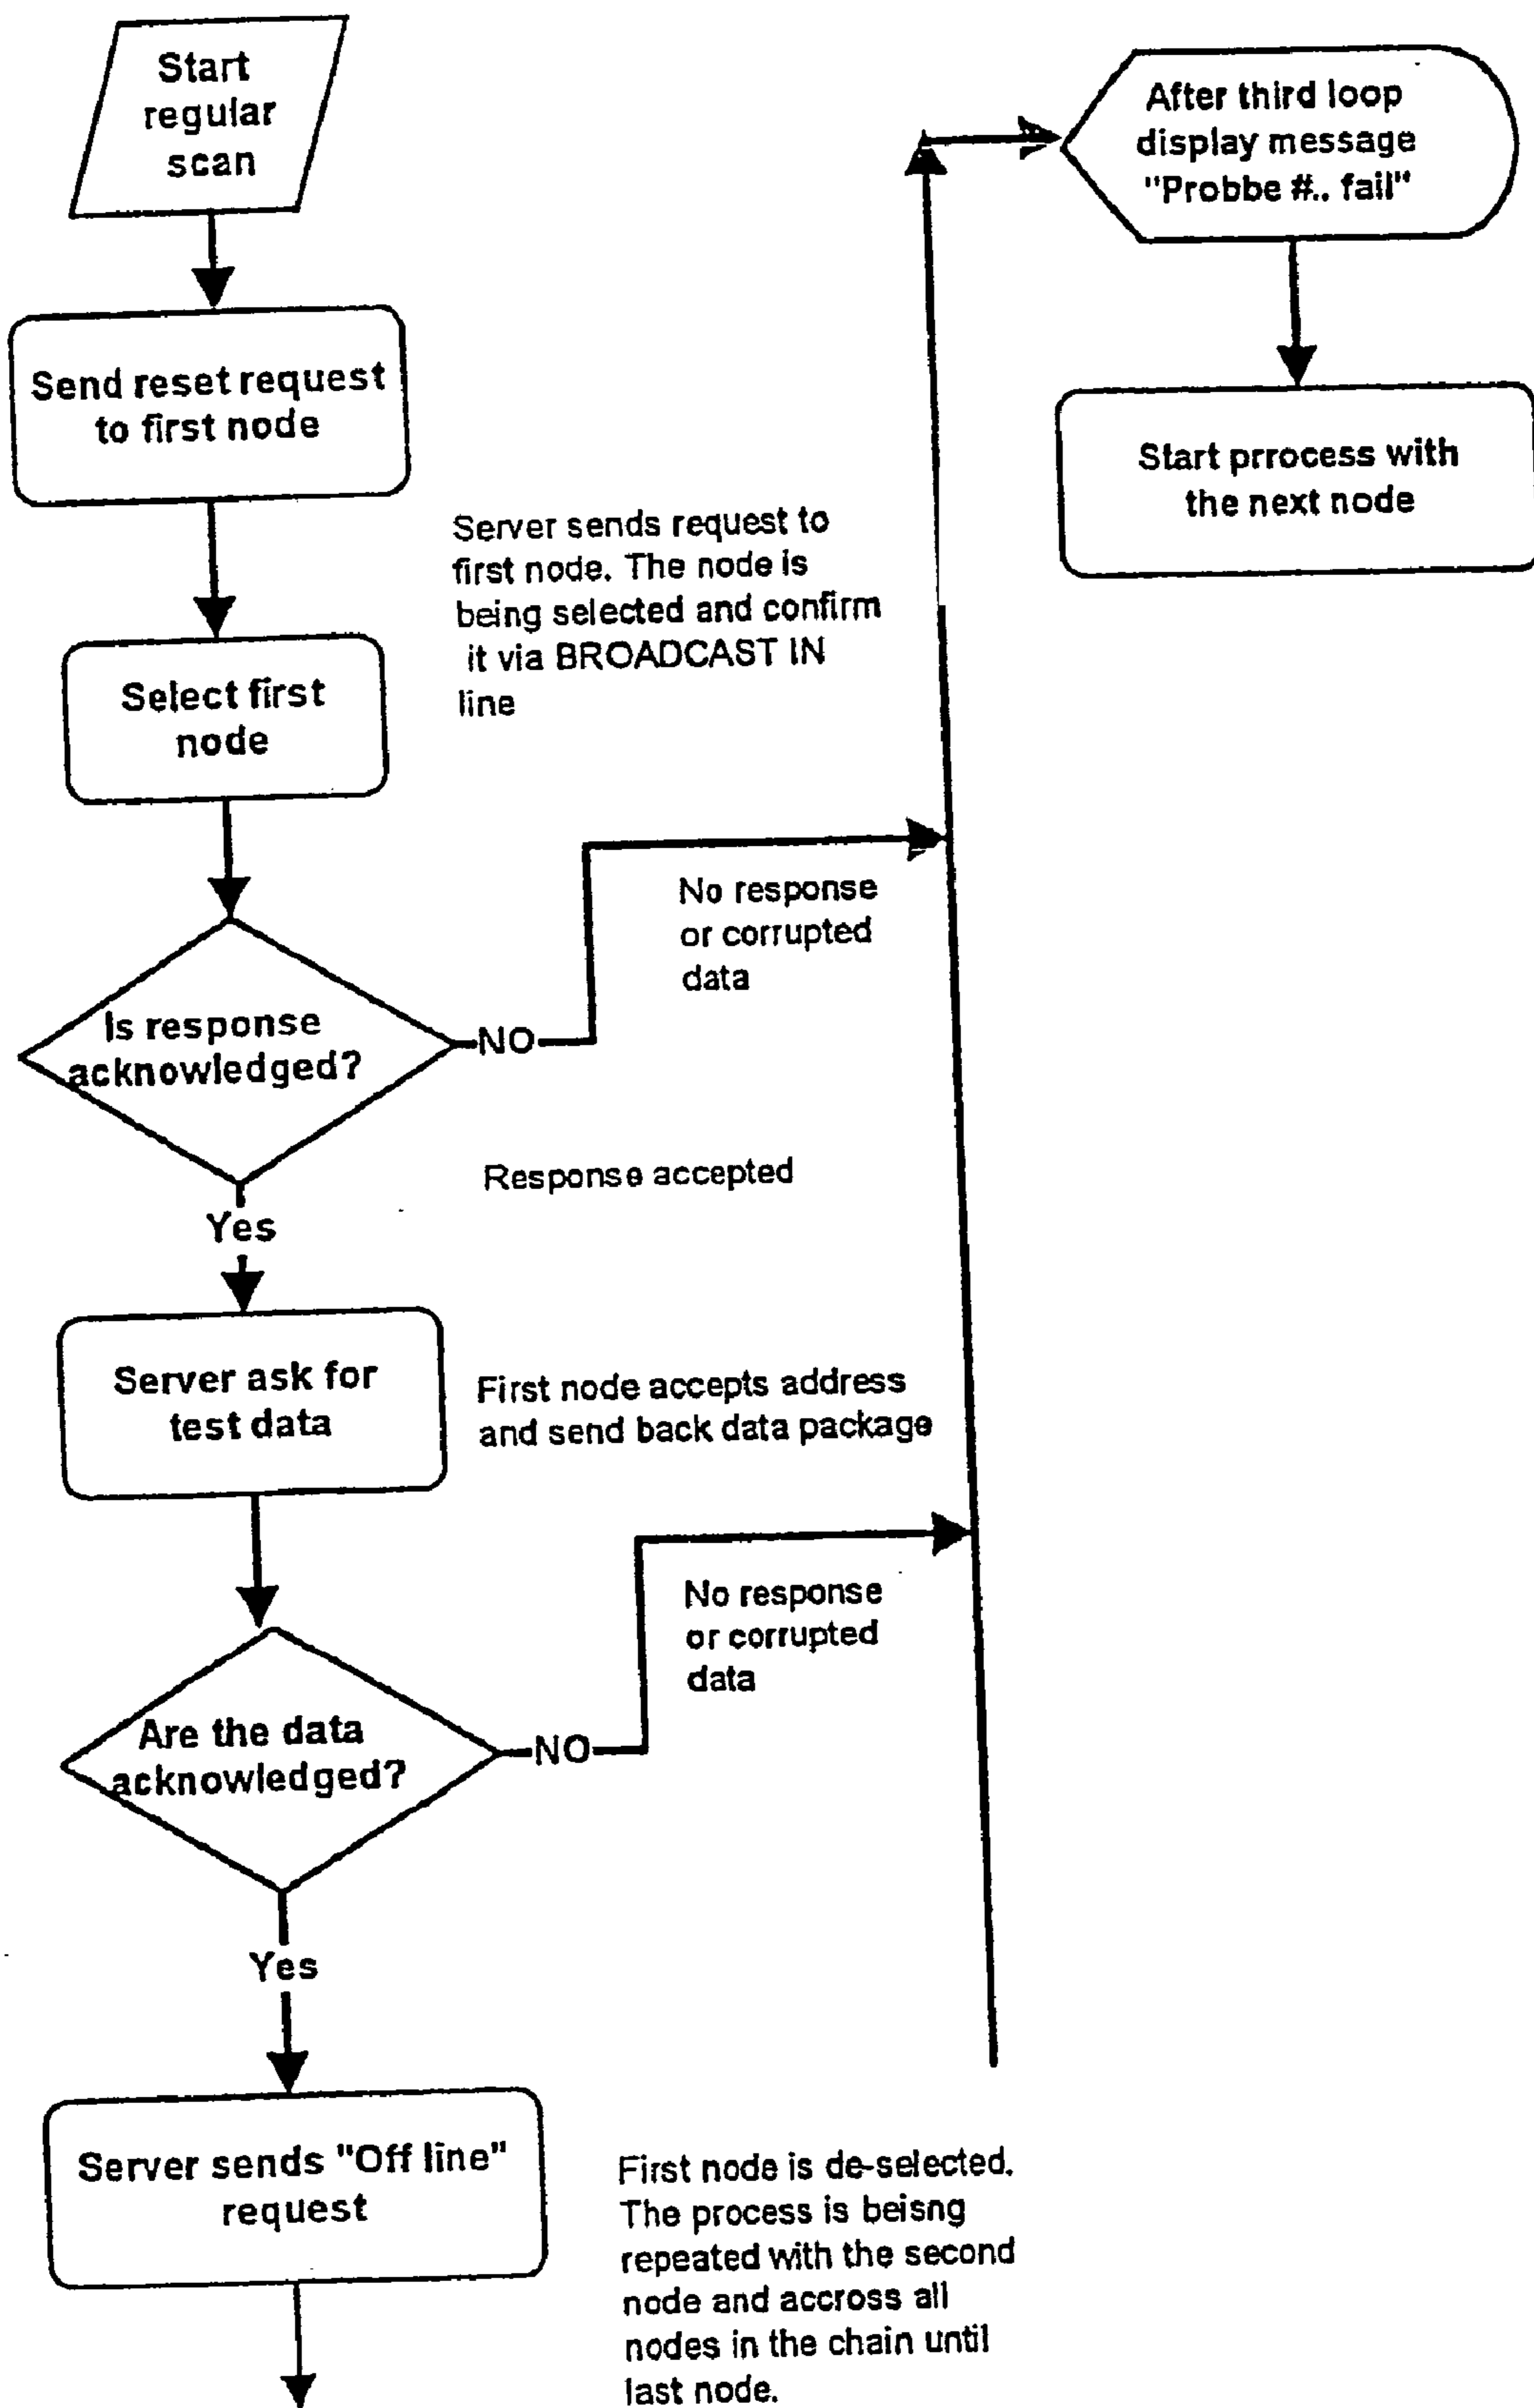 Start
regular
scan
After third loop
display message
"Probbe #.. fail"
Send reset request
to first node
Start prrocess with
the next node
Server sends request to
first node. The node is
being selected and confirm
it via BROADCAST IN
line
Select first
node
No response
or corrupted
data
Is response
acknowledged?
NO
Response accepted
Yes
Server ask for
test data
First node accepts address
and send back data package
No response
or corrupted
data
Are the data
acknowledged?
NO
Yes
Server sends "Off line"
request
First node is de-selected.
The process is beisng
repeated with the second
node and accross all
nodes in the chain until
last node.